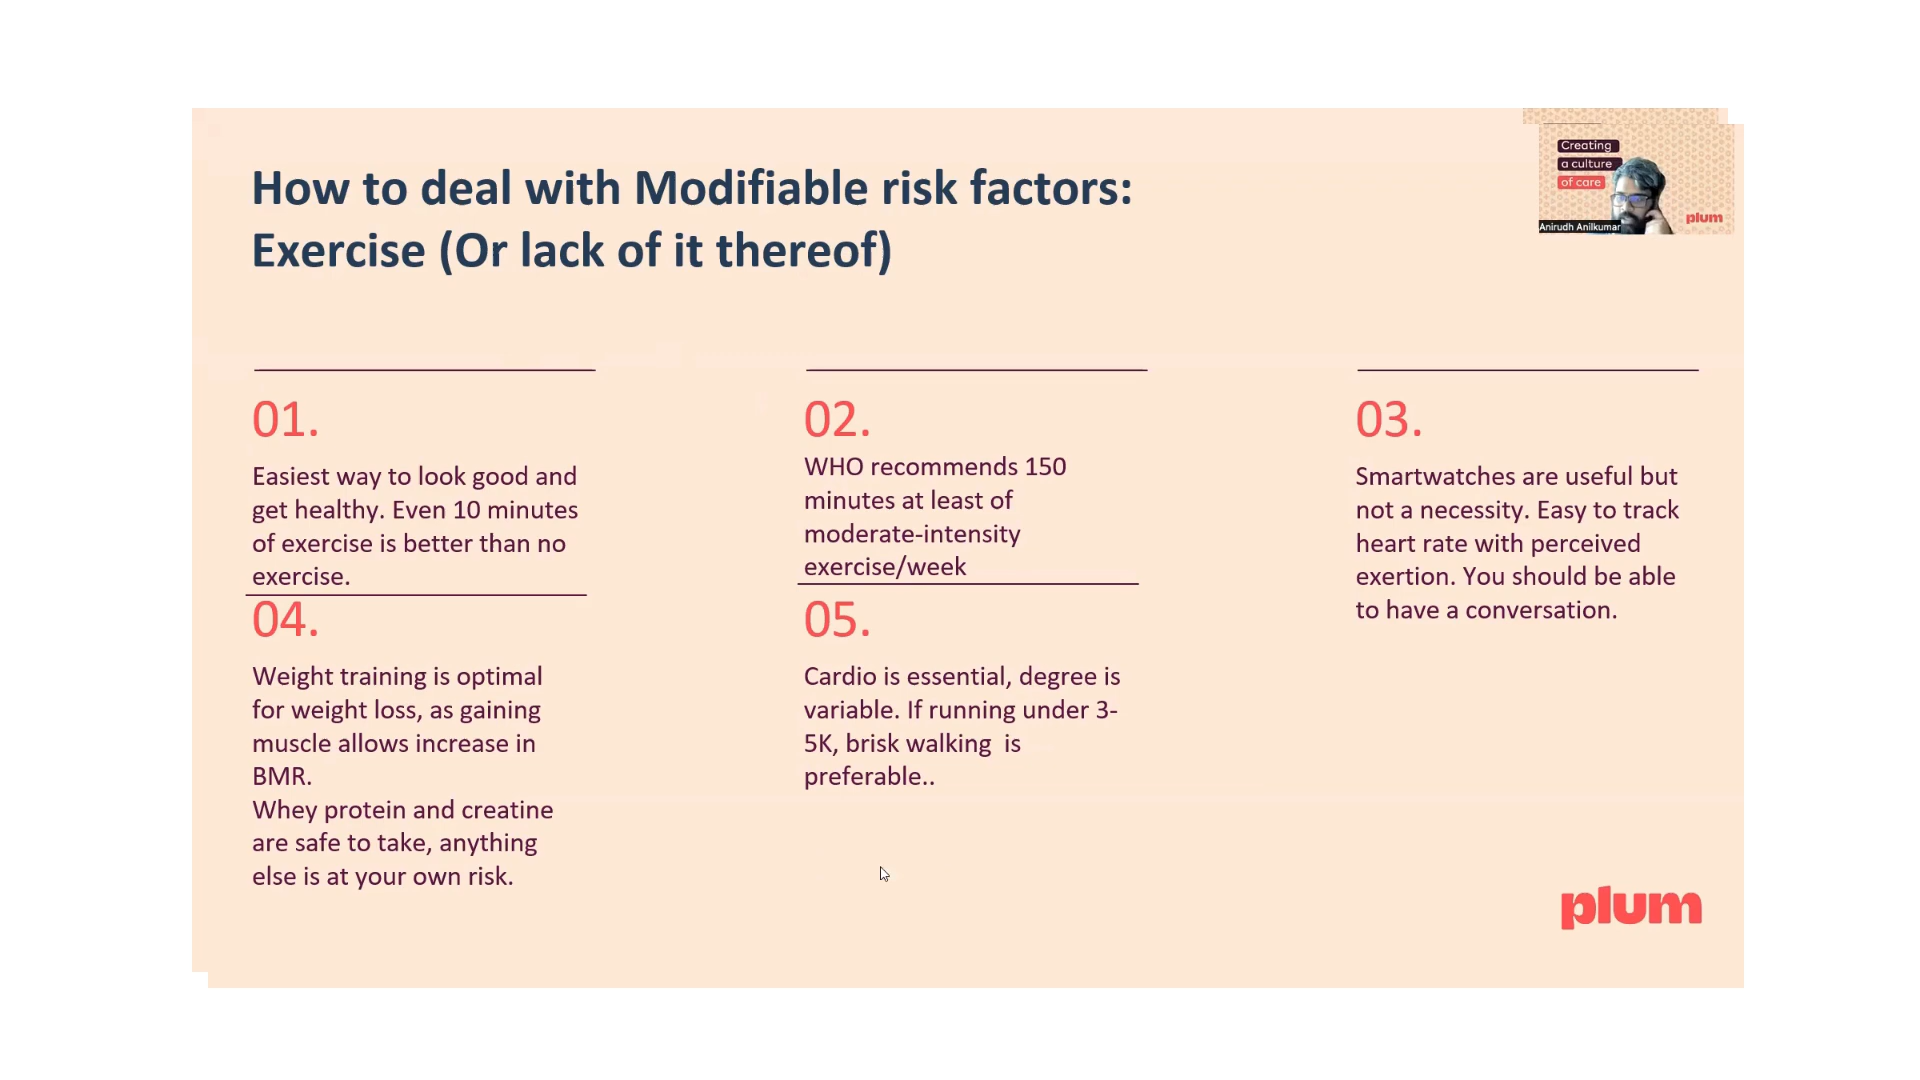 How to deal with Modifiable risk factors:
Exercise (Or lack of it thereof)
Creating
a culture
of care
plum
Anirudh Anilkumar
01.
Easiest way to look good and
get healthy. Even 10 minutes
of exercise is better than no
exercise.
02.
WHO recommends 150
minutes at least of
moderate-intensity
exercise/week
03.
Smartwatches are useful but
not a necessity. Easy to track
heart rate with perceived
exertion. You should be able
to have a conversation.
04.
Weight training is optimal
for weight loss, as gaining
muscle allows increase in
BMR.
Whey protein and creatine
are safe to take, anything
else is at your own risk.
05.
Cardio is essential, degree is
variable. If running under 3-
5K, brisk walking  is
preferable..
plum